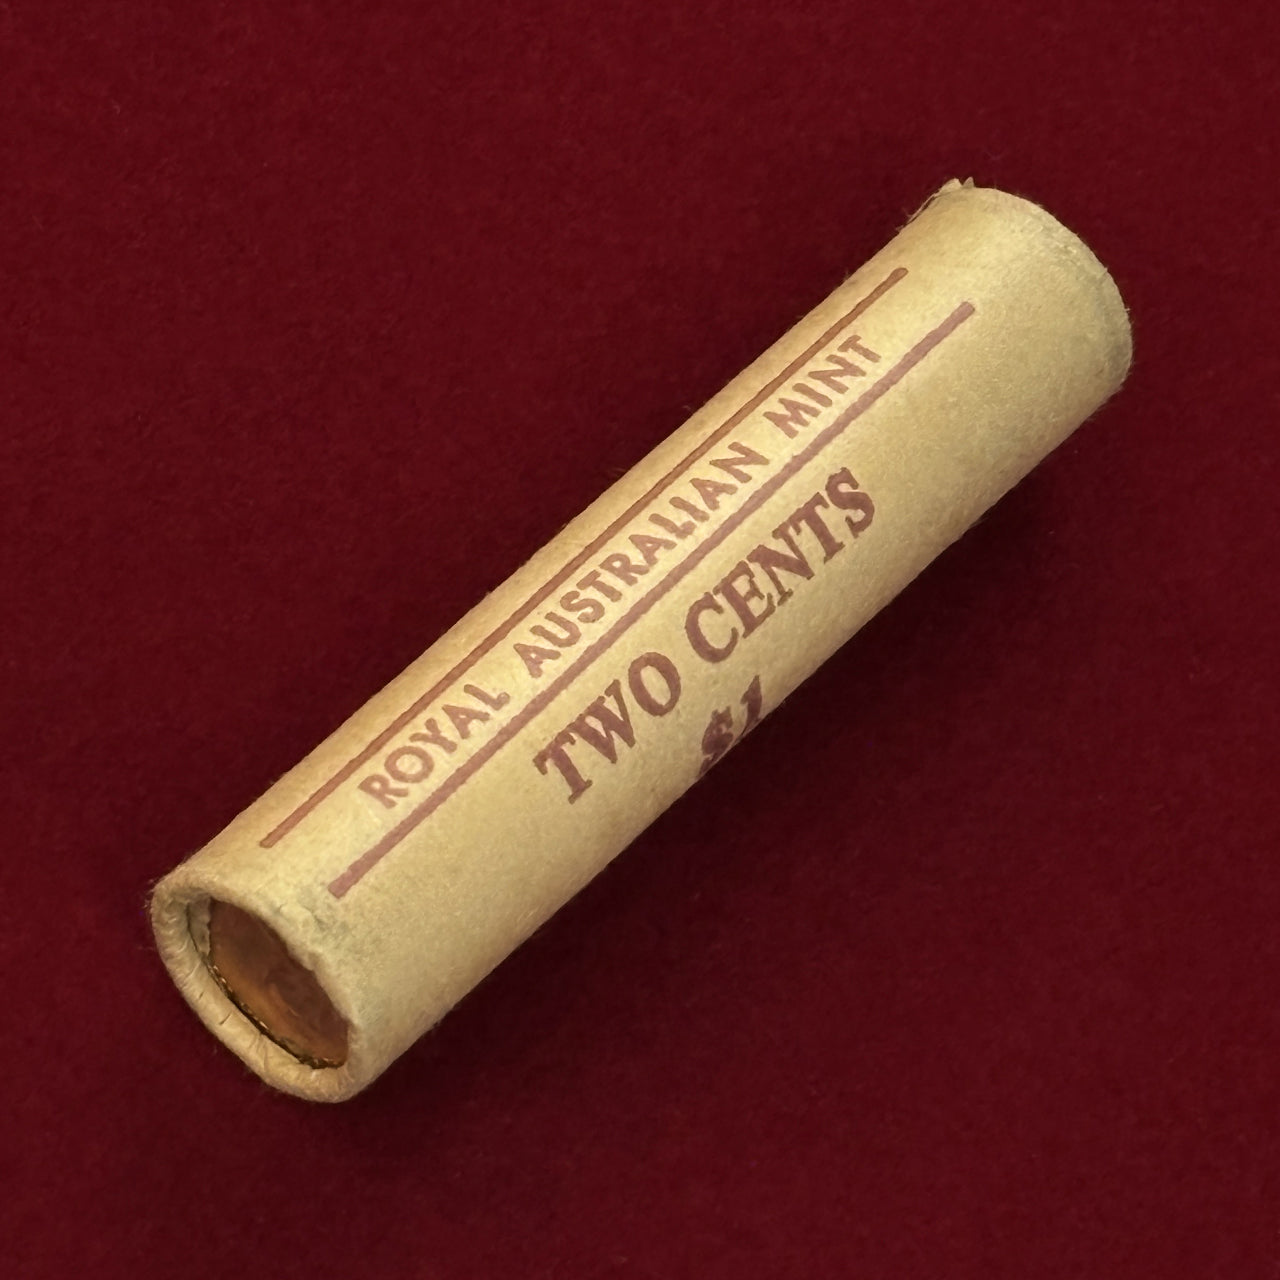 ROYAL AUSTRALIAN MINT
TWO CENTS
$1